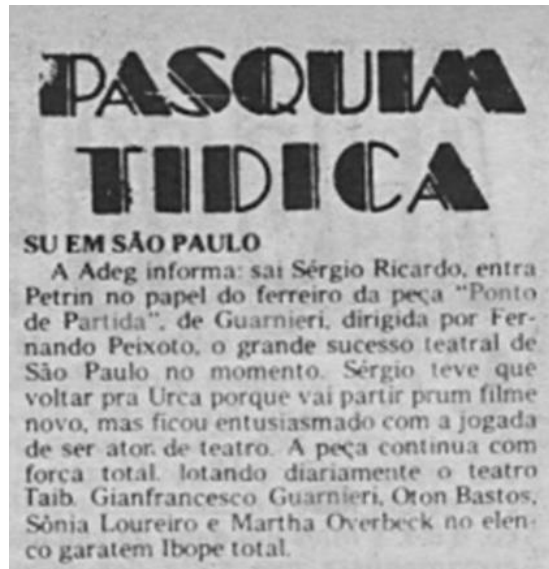 PASQUIM
TIDICA
SU EM SÃO PAULO
A Adeg informa: sai Sérgio Ricardo, entra
Petrin no papel do ferreiro da peça "Ponto
de Partida", de Guarnieri, dirigida por Fer-
nando Peixoto, o grande sucesso teatral de
São Paulo no momento. Sérgio teve que
voltar pra Urca porque vai partir prum filme
novo, mas ficou entusiasmado com a jogada
de ser ator de teatro. A peça continua com
força total, lotando diariamente o teatro
Taib. Gianfrancesco Guarnieri, Oton Bastos,
Sônia Loureiro e Martha Overbeck no elen-
co garatem Ibope total.